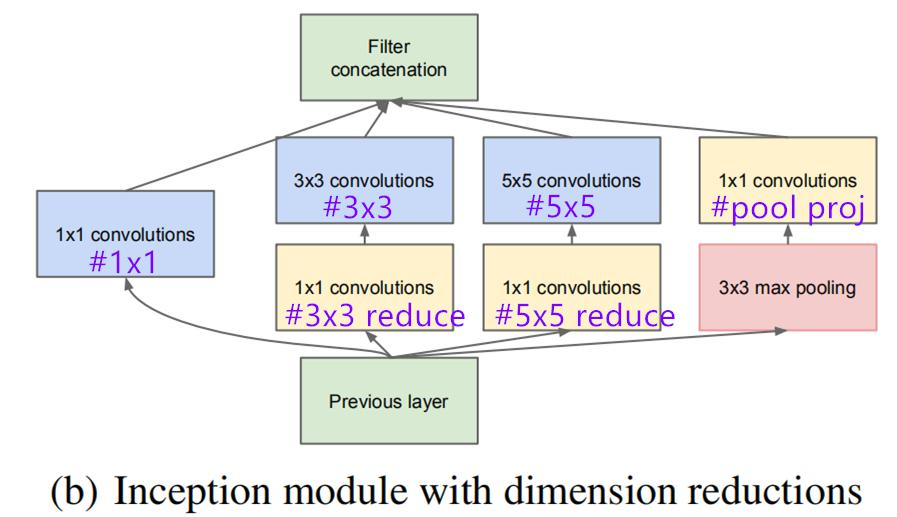 Filter
concatenation
3x3 convolutions
#3x3
5x5 convolutions
#5x5
1x1 convolutions
#pool proj
1x1 convolutions
#1x1
1x1 convolutions
#3x3 reduce
1x1 convolutions
#5x5 reduce
3x3 max pooling
Previous layer
(b) Inception module with dimension reductions